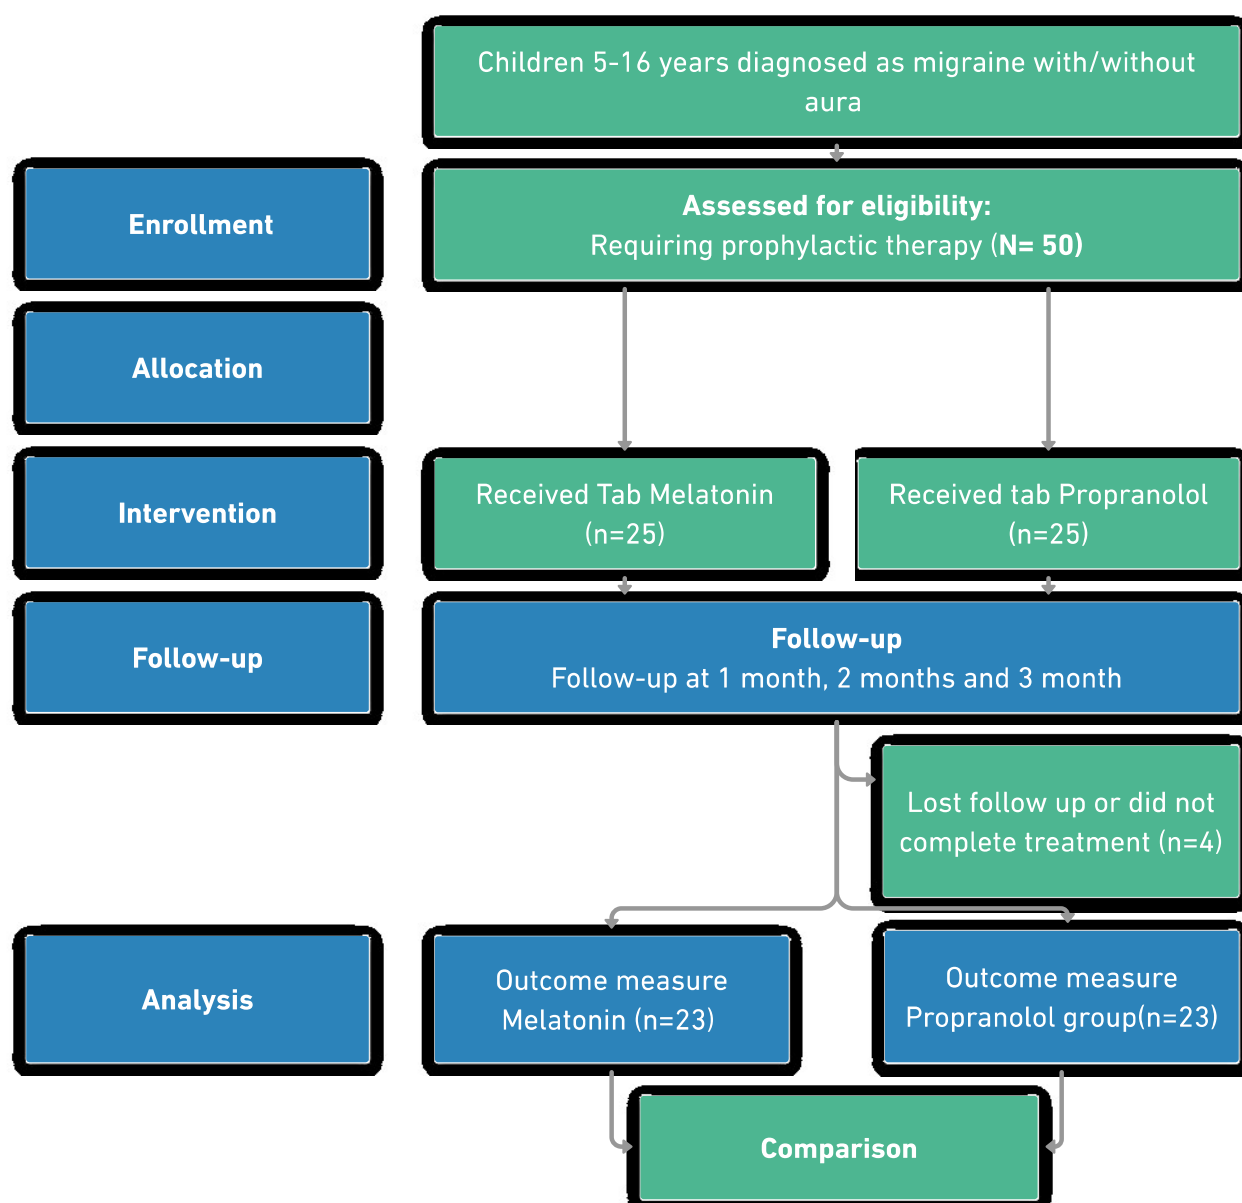 Children 5-16 years diagnosed as migraine with/without
aura
Enrollment
Assessed for eligibility:
Requiring prophylactic therapy (N= 50)
Allocation
Intervention
Received Tab Melatonin
(n=25)
Received tab Propranolol
(n=25)
Follow-up
Follow-up
Follow-up at 1 month, 2 months and 3 month
Lost follow up or did not
complete treatment (n=4)
Analysis
Outcome measure
Melatonin (n=23)
Outcome measure
Propranolol group(n=23)
Comparison